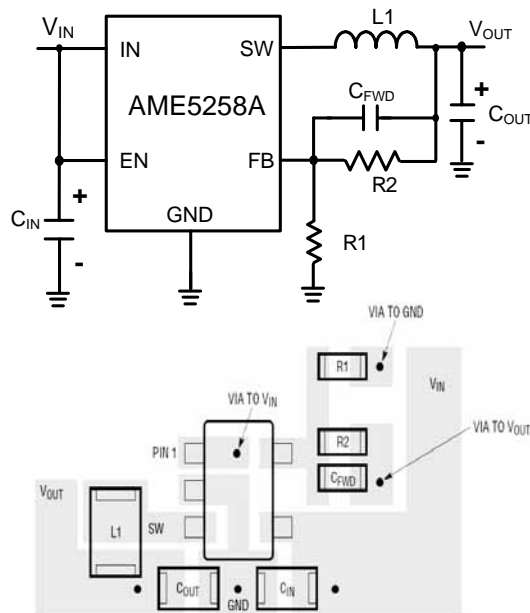 V_IN
IN
SW
L1
V_OUT
AME5258A
C_FWD
+
C_OUT
-
EN
FB
R2
+
C_IN
-
GND
R1
VIA TO GND
R1
V_IN
VIA TO V_IN
PIN 1
R2
VIA TO V_OUT
C_FWD
V_OUT
L1
SW
C_OUT
GND
C_IN